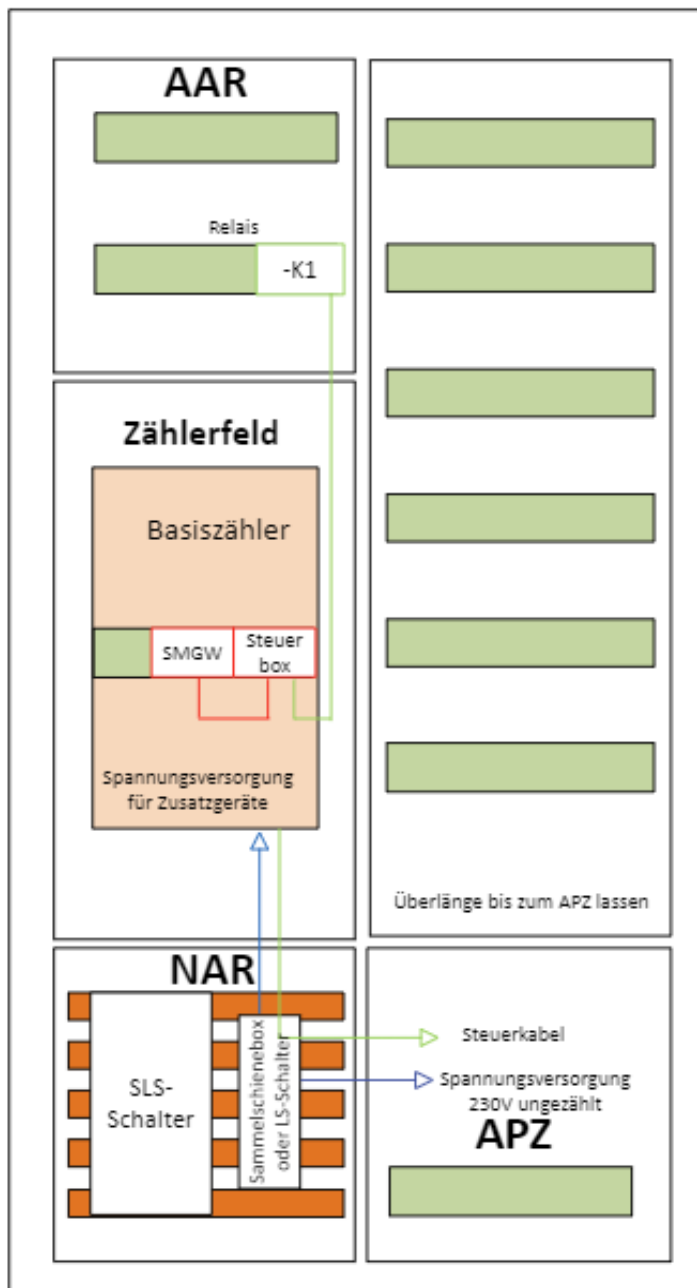 AAR
Relais
-K1
Zählerfeld
Basiszähler
SMGW
Steuer
box
Spannungsversorgung
für Zusatzgeräte
Überlänge bis zum APZ lassen
NAR
SLS-
Schalter
Sammelschienebox
oder LS-Schalter
Steuerkabel
Spannungsversorgung
230V ungezählt
APZ